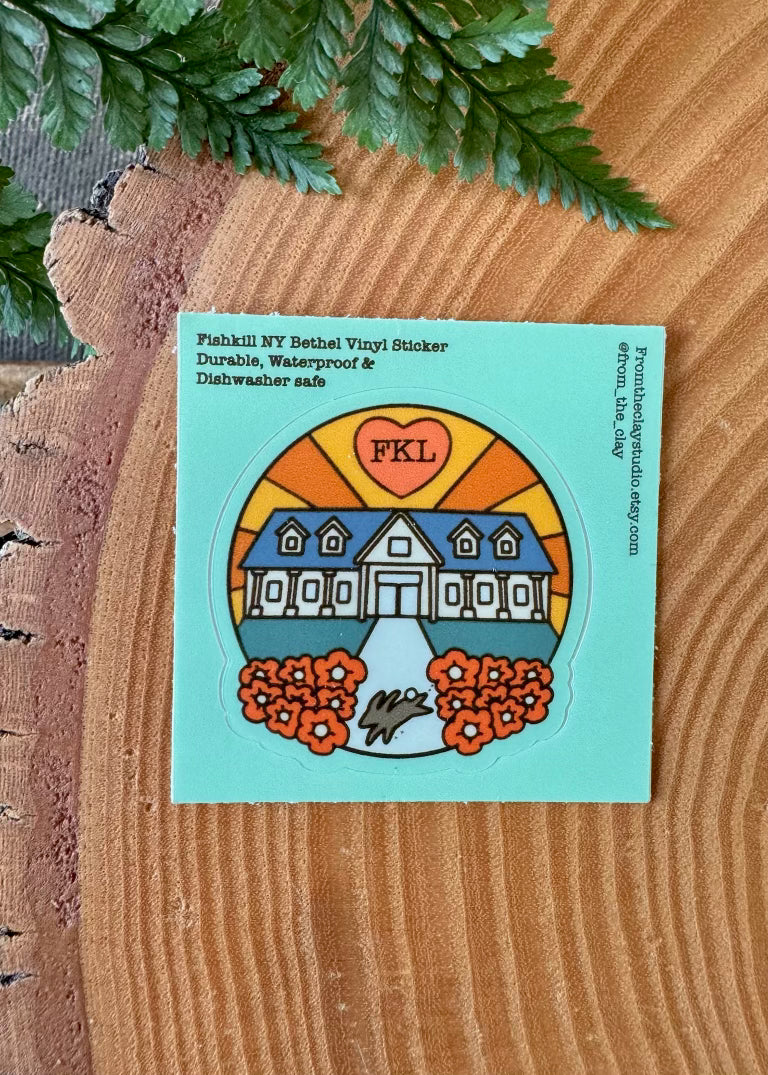 Fishkill NY Bethel Vinyl Sticker
Durable, Waterproof &
Dishwasher safe
Fromtheclaystudio.etsy.com
@from_the_clay
FKL